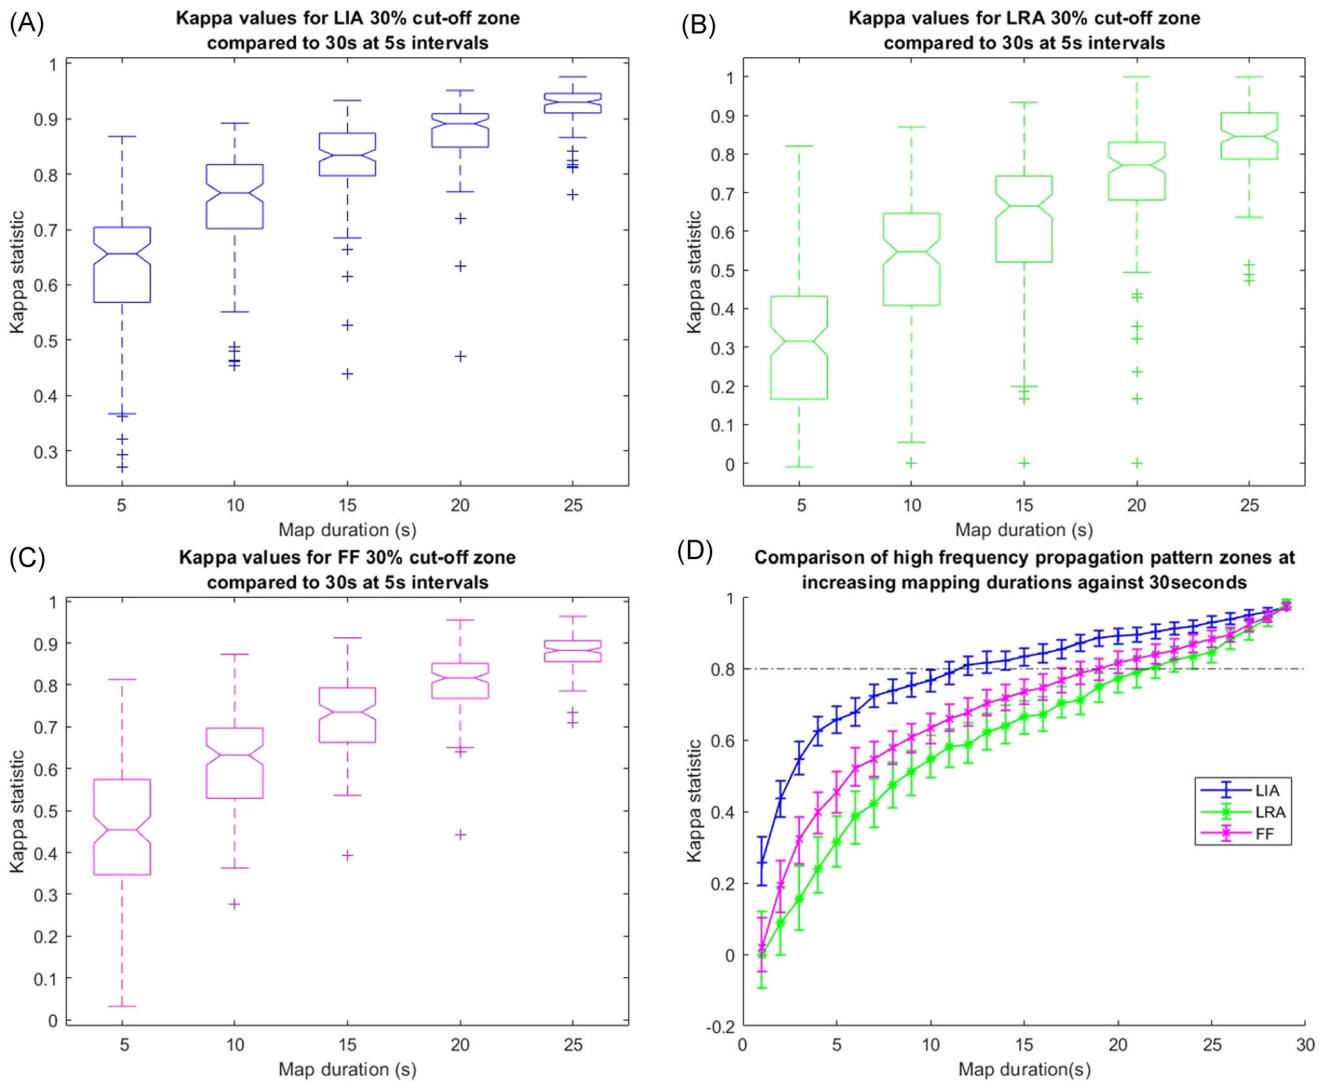 (A)
Kappa values for LIA 30% cut-off zone
compared to 30s at 5s intervals
1
0.9
0.8
0.7
0.6
0.5
0.4
0.3
Kappa statistic
5 10 15 20 25
Map duration (s)
(B)
Kappa values for LRA 30% cut-off zone
compared to 30s at 5s intervals
1
0.9
0.8
0.7
0.6
0.5
0.4
0.3
0.2
0.1
0
Kappa statistic
5 10 15 20 25
Map duration (s)
(C)
Kappa values for FF 30% cut-off zone
compared to 30s at 5s intervals
1
0.9
0.8
0.7
0.6
0.5
0.4
0.3
0.2
0.1
0
Kappa statistic
5 10 15 20 25
Map duration (s)
(D)
Comparison of high frequency propagation pattern zones at
increasing mapping durations against 30seconds
1
0.8
0.6
0.4
0.2
0
-0.2
Kappa statistic
LIA
LRA
FF
0 5 10 15 20 25 30
Map duration(s)